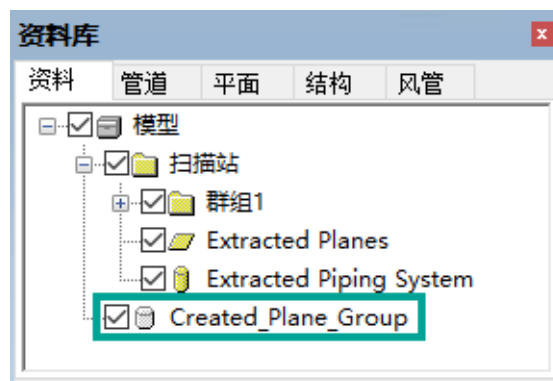 资料库
资料 管道 平面 结构 风管
模型
扫描站
群组1
Extracted Planes
Extracted Piping System
Created_Plane_Group